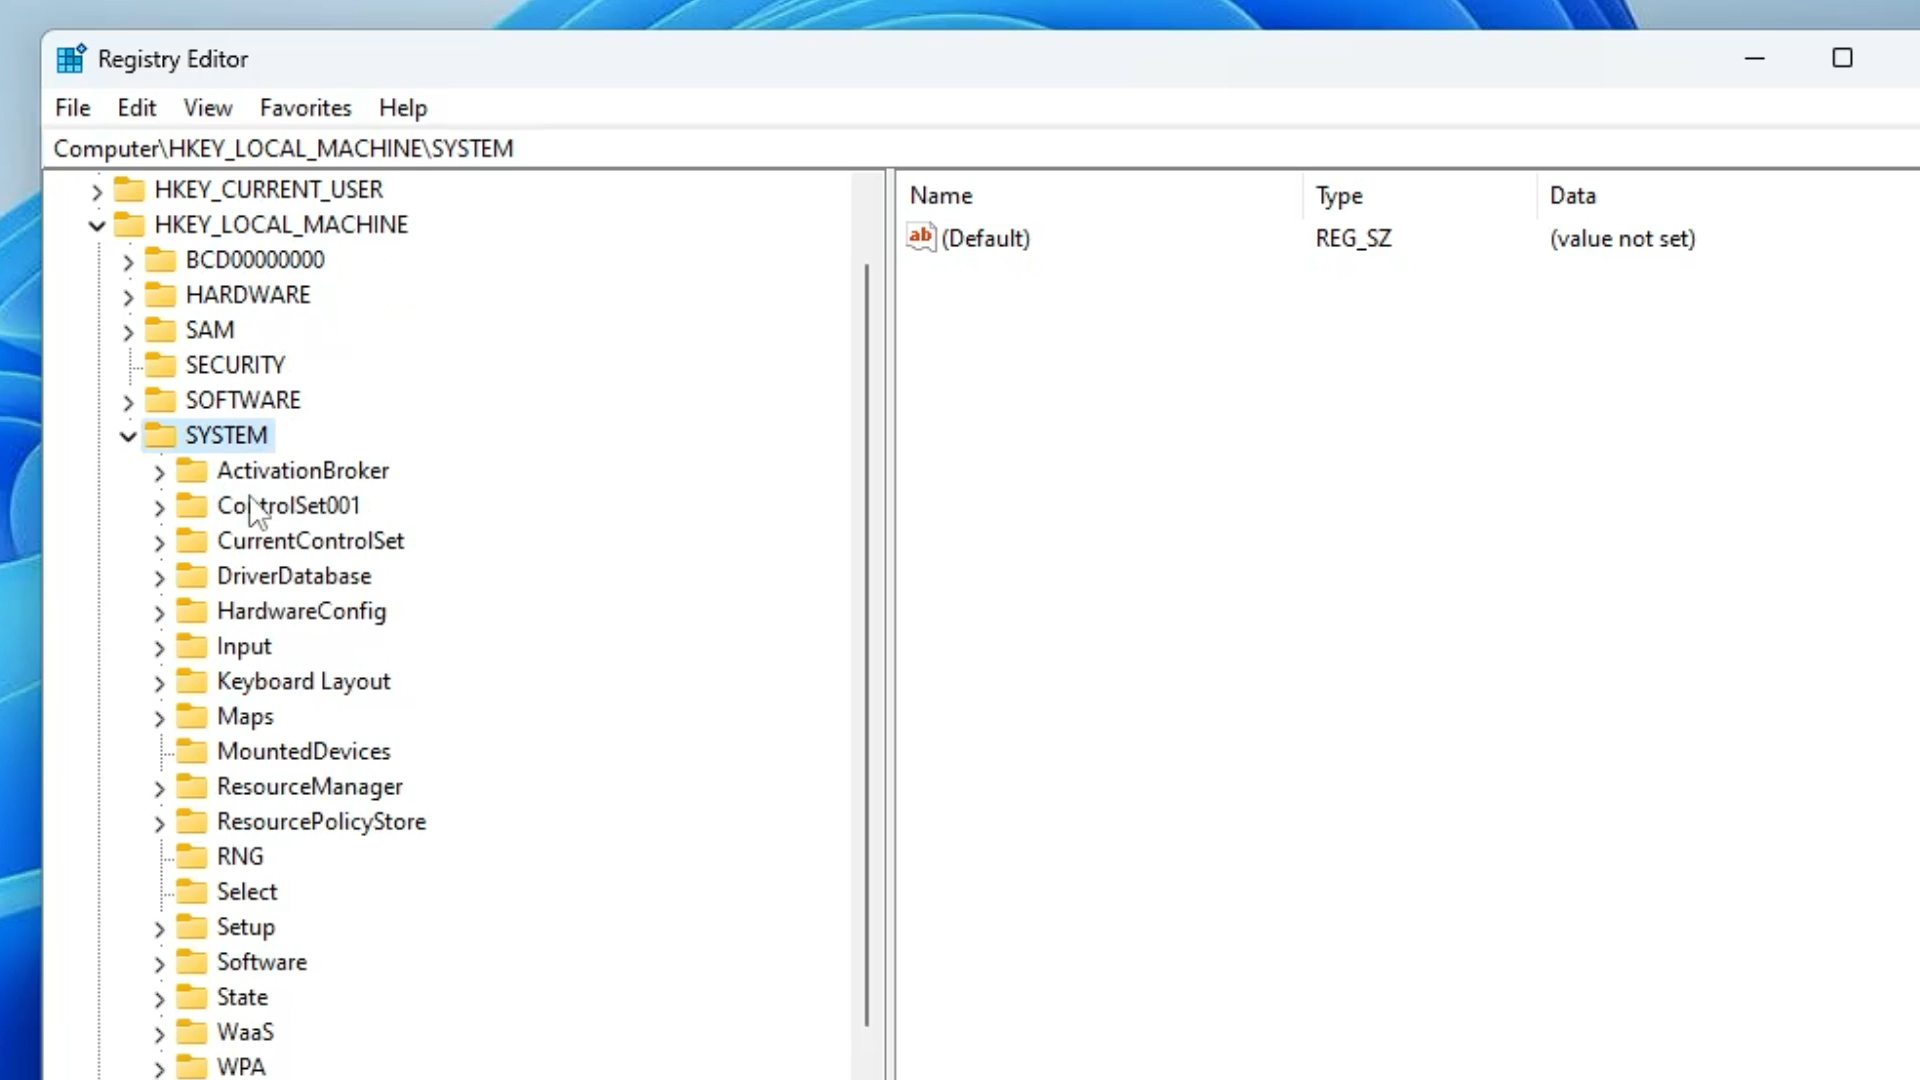 Registry Editor
File Edit View Favorites Help
Computer\HKEY_LOCAL_MACHINE\SYSTEM
HKEY_CURRENT_USER
HKEY_LOCAL_MACHINE
BCD00000000
HARDWARE
SAM
SECURITY
SOFTWARE
SYSTEM
ActivationBroker
ControlSet001
CurrentControlSet
DriverDatabase
HardwareConfig
Input
Keyboard Layout
Maps
MountedDevices
ResourceManager
ResourcePolicyStore
RNG
Select
Setup
Software
State
WaaS
WPA
Name Type Data
ab (Default) REG_SZ (value not set)